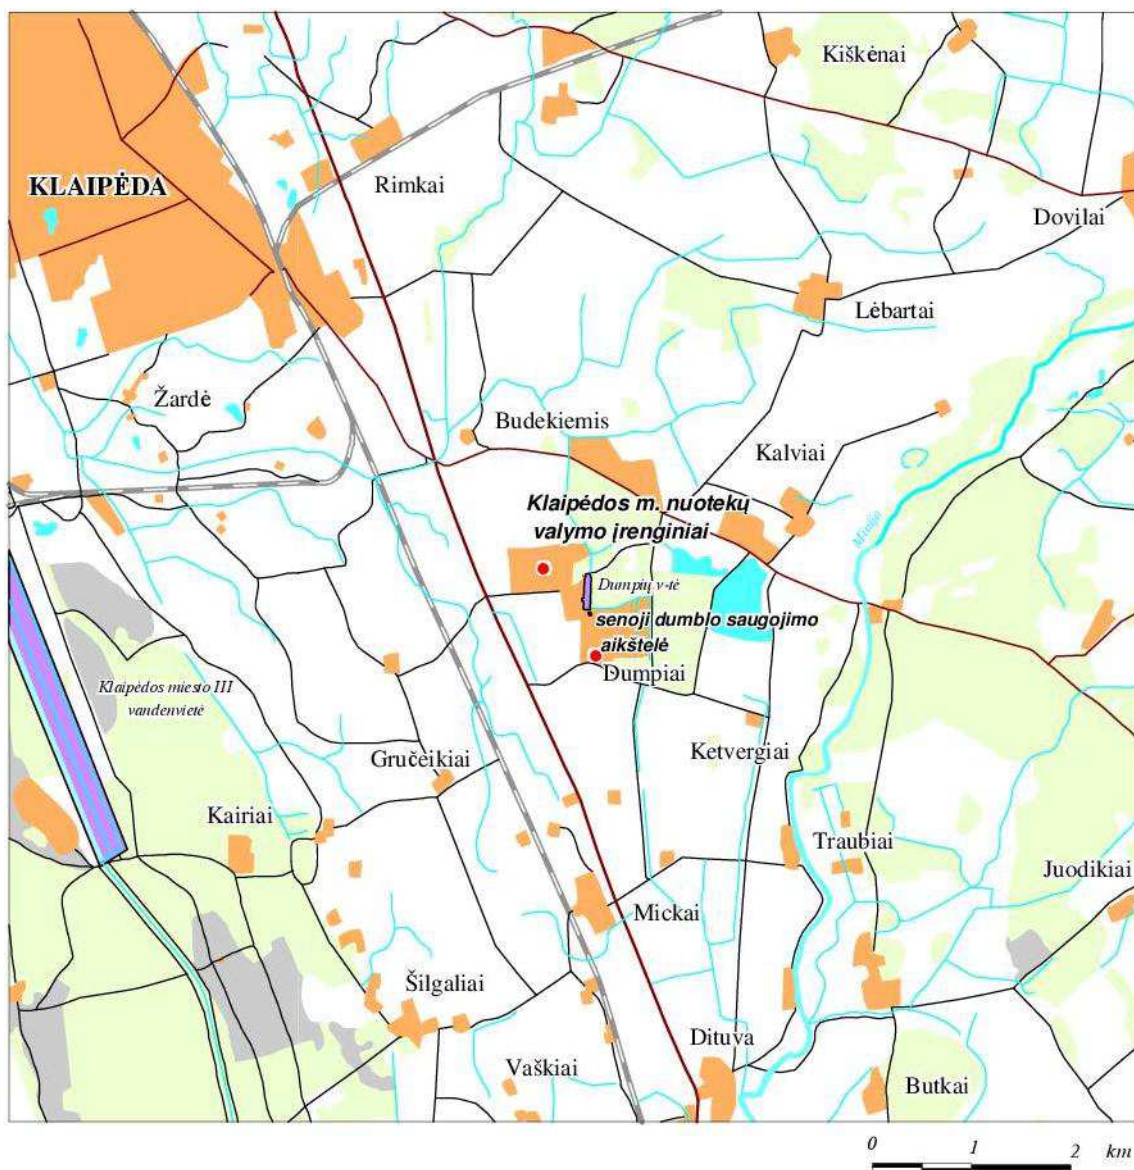 Kiškėnai
KLAIPĖDA
Rimkai
Dovilai
Lėbartai
Žardė
Budekiemis
Kalviai
Klaipėdos m. nuotekų
valymo įrenginiai
Minija
Dumpių v-tė
senoji dumblo saugojimo
aikštelė
Dumpiai
Klaipėdos miesto III
vandenvietė
Ketvergiai
Gručeikiai
Kairiai
Traubiai
Juodikiai
Mickai
Šilgaliai
Dituva
Vaškiai
Butkai
0 1 2 km